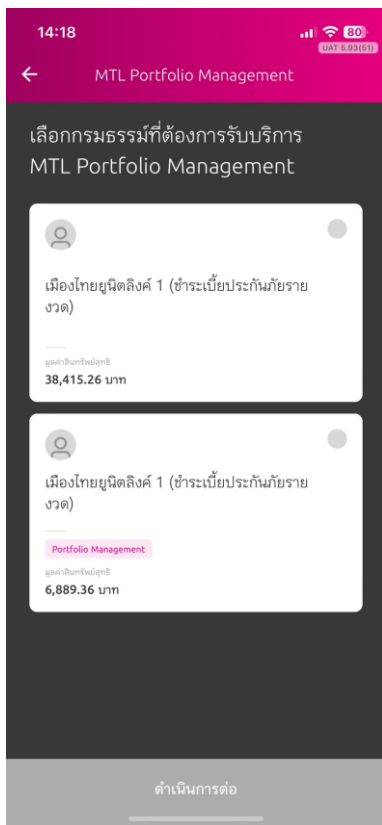 14:18
80
UAT 5.93(51)
MTL Portfolio Management
เลือกกรมธรรม์ที่ต้องการรับบริการ
MTL Portfolio Management
เมืองไทยยูนิตลิงค์ 1 (ชำระเบี้ยประกันภัยราย
งวด)
มูลค่าสินทรัพย์สุทธิ
38,415.26 บาท
เมืองไทยยูนิตลิงค์ 1 (ชำระเบี้ยประกันภัยราย
งวด)
Portfolio Management
มูลค่าสินทรัพย์สุทธิ
6,889.36 บาท
ดำเนินการต่อ